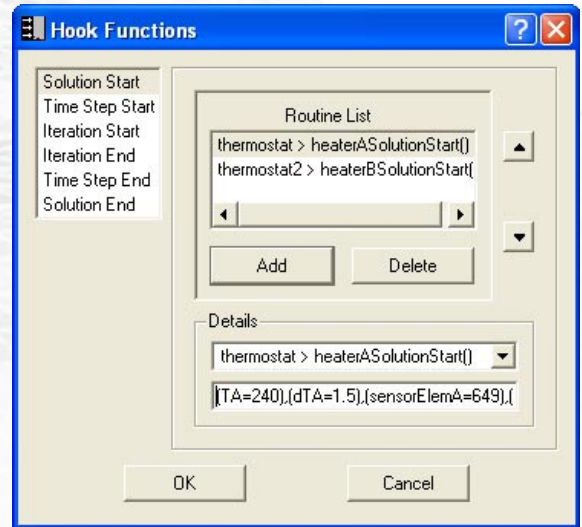 Hook Functions
Solution Start
Time Step Start
Iteration Start
Iteration End
Time Step End
Solution End
Routine List
thermostat > heaterASolutionStart()
thermostat2 > heaterBSolutionStart(
Add
Delete
Details
thermostat > heaterASolutionStart()
(TA=240),(dTA=1.5),(sensorElemA=649),(
OK
Cancel